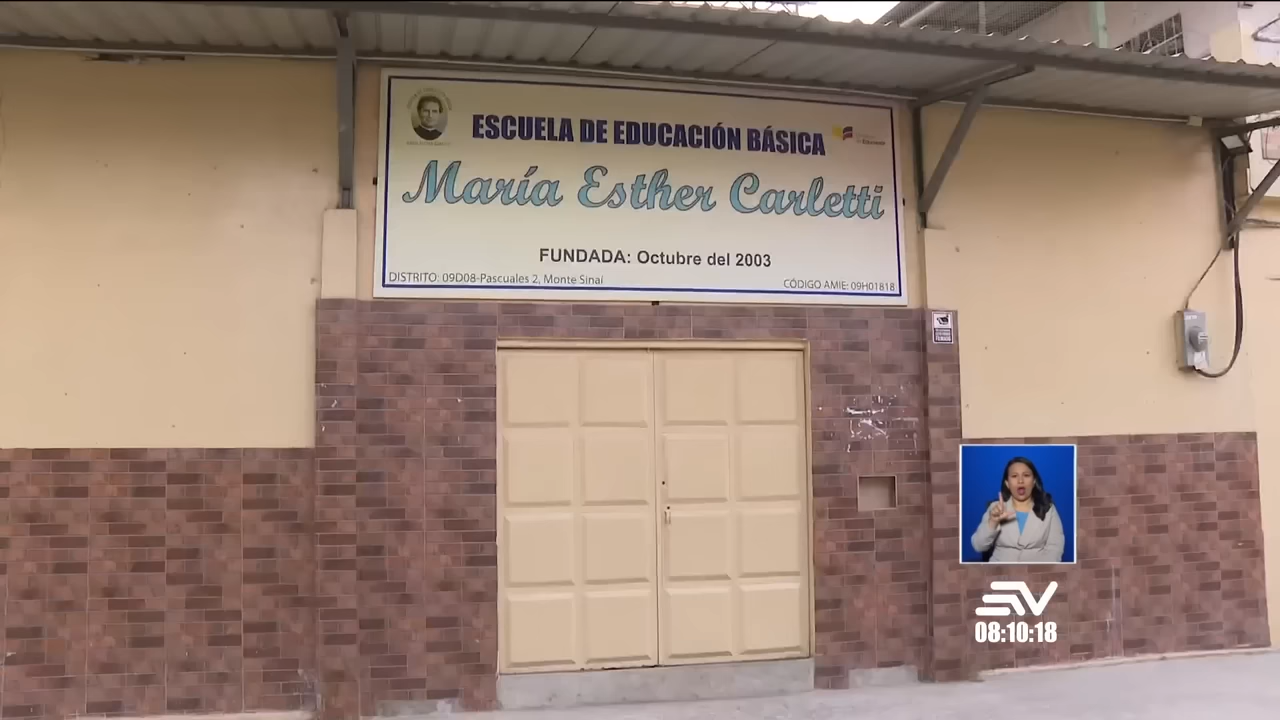 ESCUELA DE EDUCACIÓN BÁSICA
María Esther Carletti
FUNDADA: Octubre del 2003
DISTRITO: 09D08-Pascuales 2, Monte Sinaí
CÓDIGO AMIE: 09H01818
08:10:18